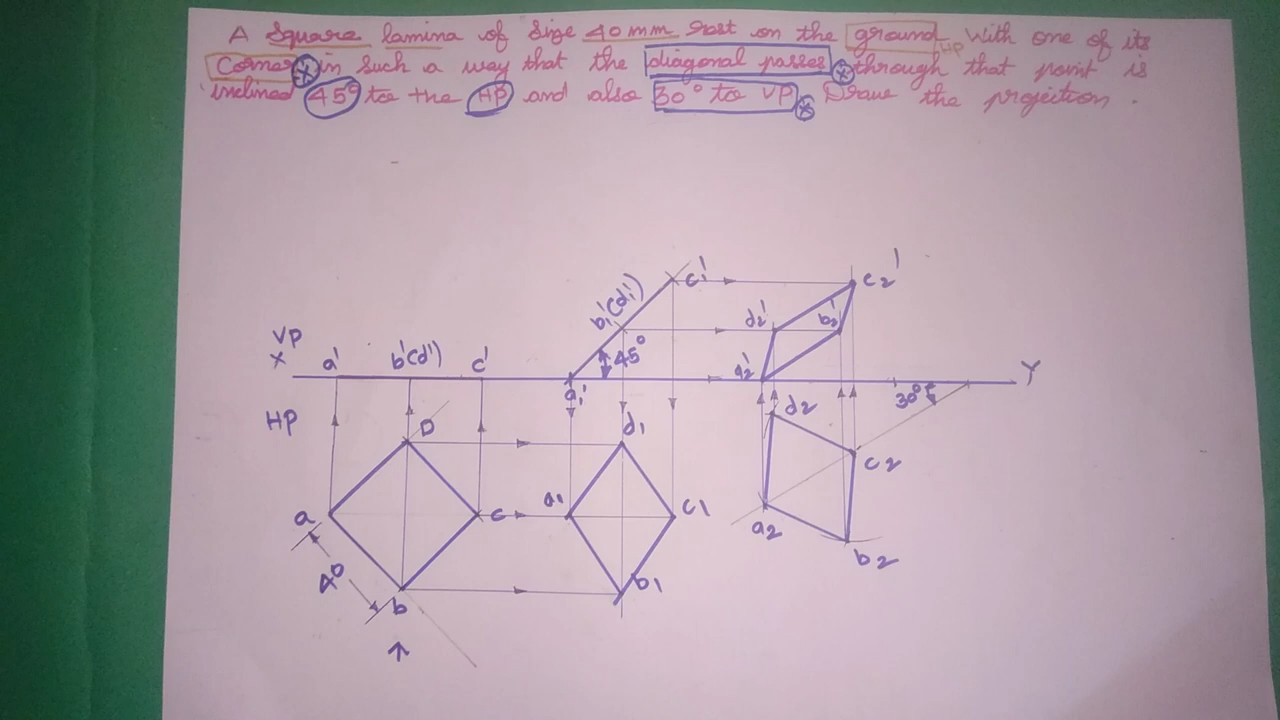 A Square lamina of Size 40mm rest on the ground with one of its
HP
Corner in such a way that the diagonal passes through that point is
inclined 45° to the HP and also 30° to VP. Draw the projection.
c1' c2'
b1'(d1') d2' b2'
VP
X a' b'(d') c' 45° a2' Y
a1' 30°
HP d2
D d1
c2
a c a1 c1
a2
40 b b1 b2